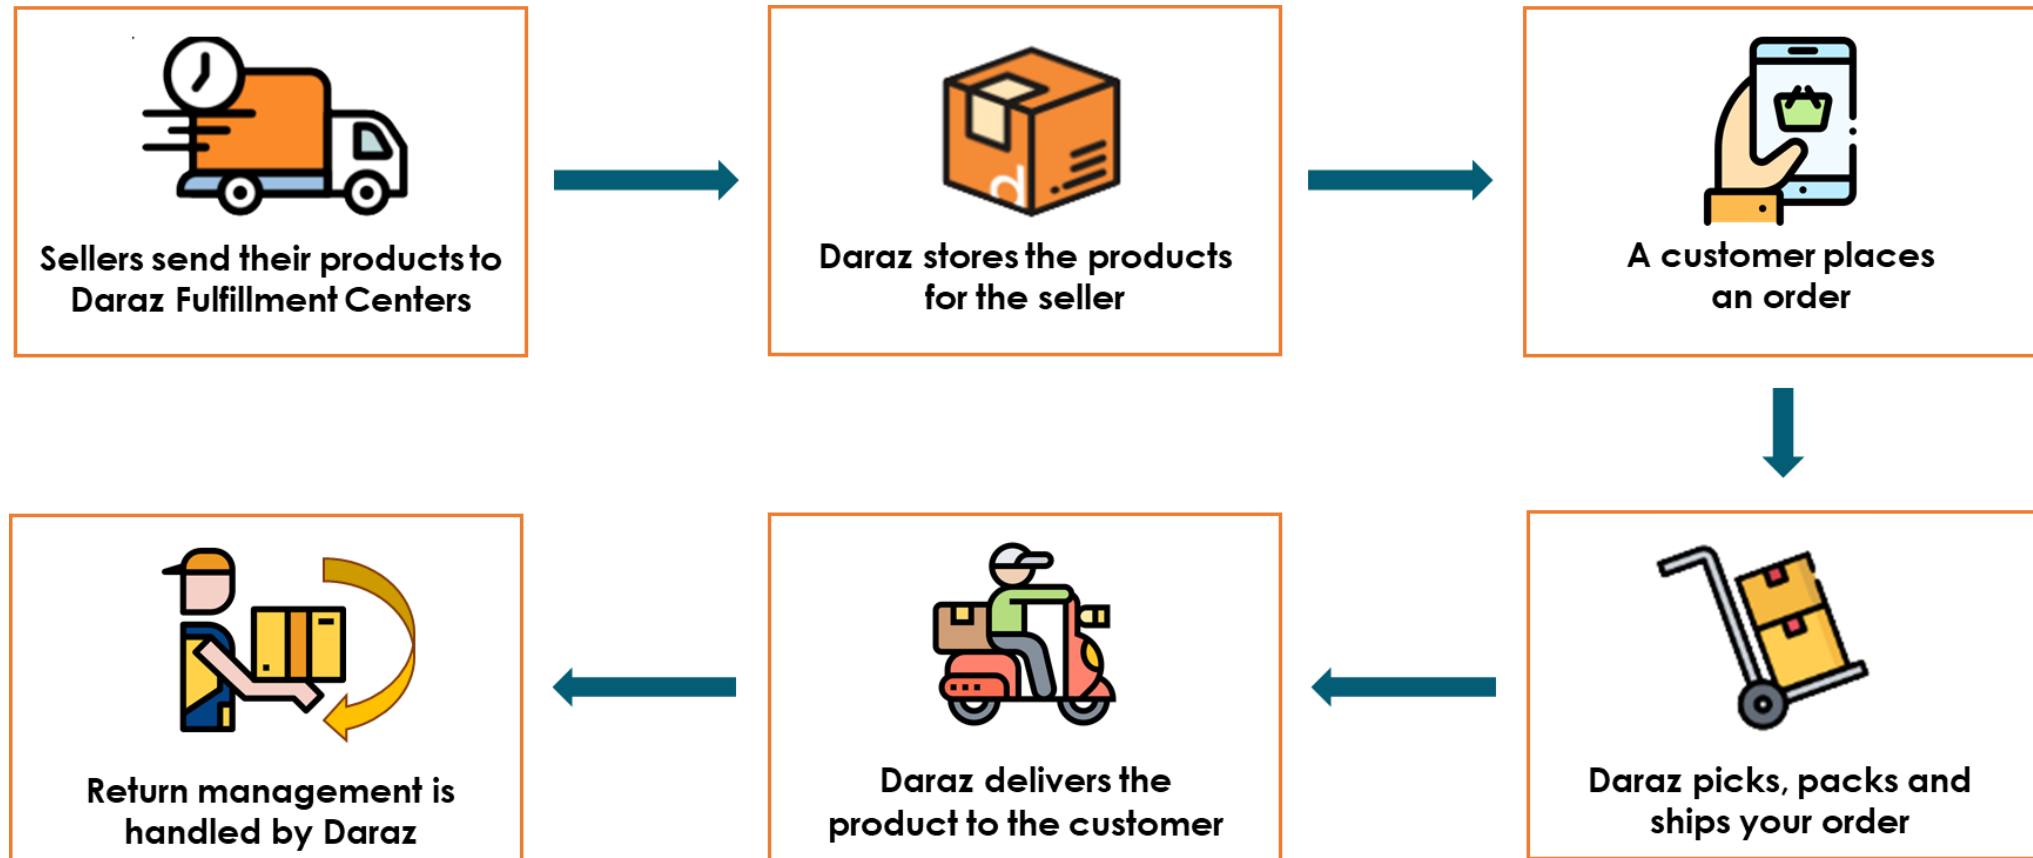 Sellers send their products to
Daraz Fulfillment Centers
Daraz stores the products
for the seller
A customer places
an order
Daraz picks, packs and
ships your order
Daraz delivers the
product to the customer
Return management is
handled by Daraz
d